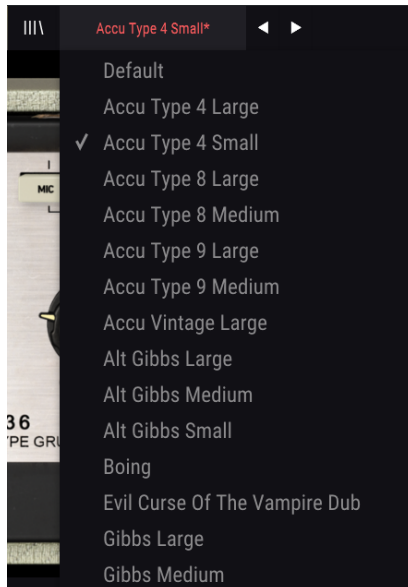 Accu Type 4 Small*
Default
Accu Type 4 Large
Accu Type 4 Small
Accu Type 8 Large
Accu Type 8 Medium
Accu Type 9 Large
Accu Type 9 Medium
Accu Vintage Large
Alt Gibbs Large
Alt Gibbs Medium
Alt Gibbs Small
Boing
Evil Curse Of The Vampire Dub
Gibbs Large
Gibbs Medium
MIC
36
YPE GRU